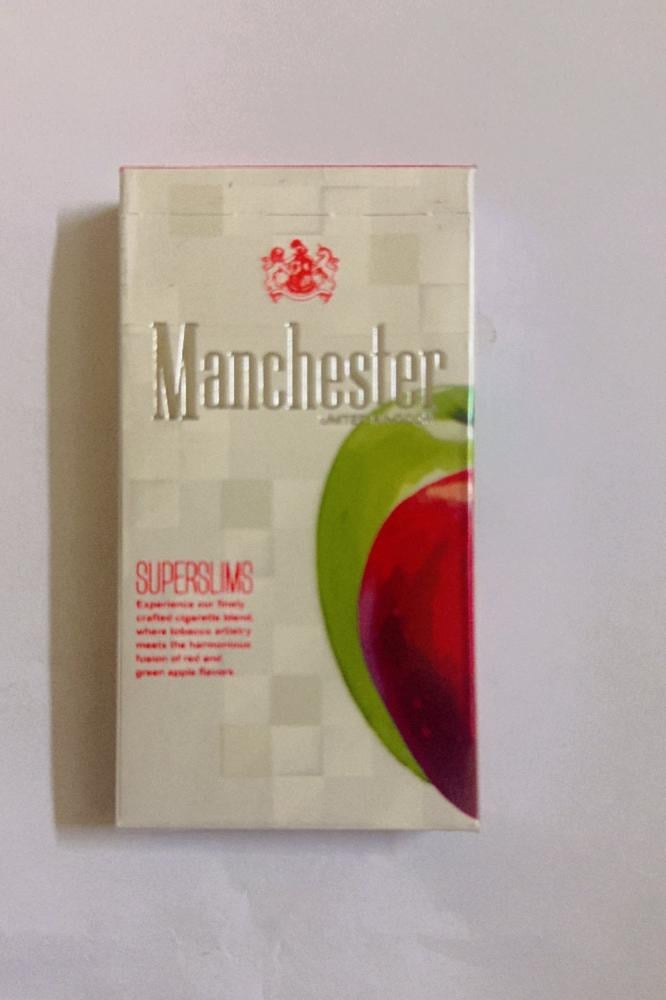 Manchester
UNITED KINGDOM
SUPERSLIMS
Experience our finely
crafted cigarette blend,
where tobacco artistry
meets the harmonious
fusion of red and
green apple flavors.